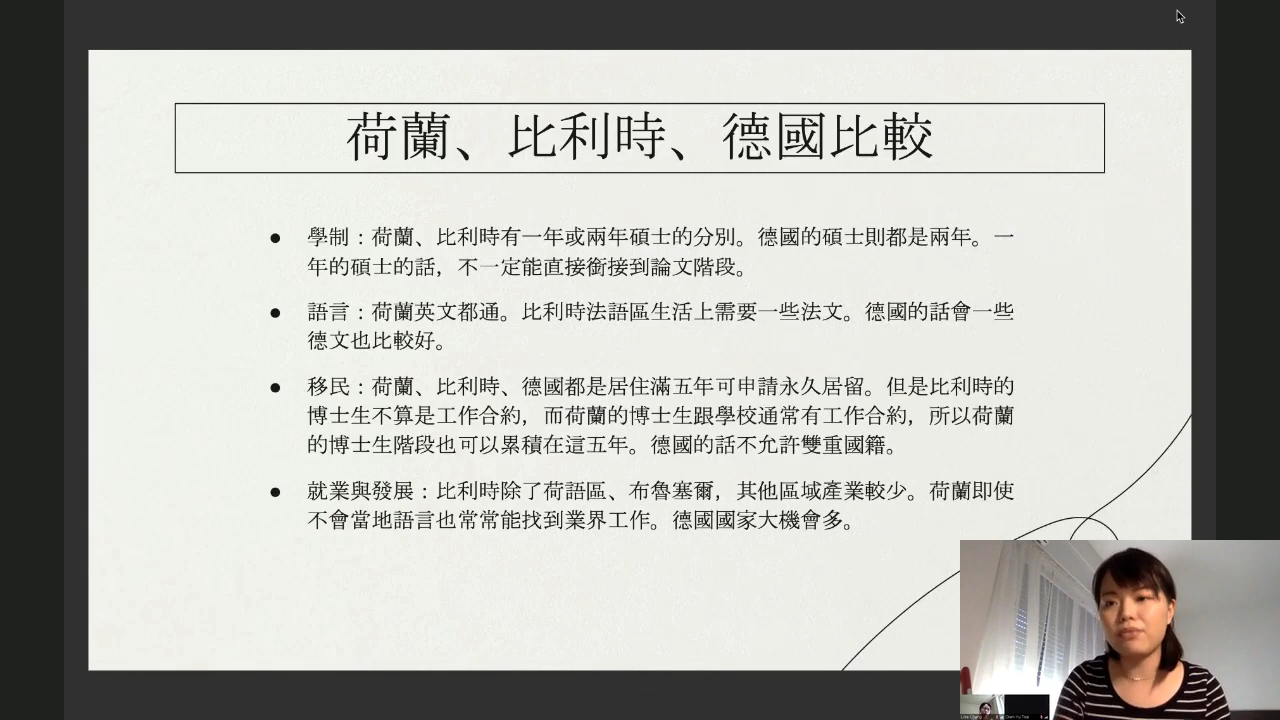 荷蘭、比利時、德國比較
● 學制：荷蘭、比利時有一年或兩年碩士的分別。德國的碩士則都是兩年。一
年的碩士的話，不一定能直接銜接到論文階段。
● 語言：荷蘭英文都通。比利時法語區生活上需要一些法文。德國的話會一些
德文也比較好。
● 移民：荷蘭、比利時、德國都是居住滿五年可申請永久居留。但是比利時的
博士生不算是工作合約，而荷蘭的博士生跟學校通常有工作合約，所以荷蘭
的博士生階段也可以累積在這五年。德國的話不允許雙重國籍。
● 就業與發展：比利時除了荷語區、布魯塞爾，其他區域產業較少。荷蘭即使
不會當地語言也常常能找到業界工作。德國國家大機會多。